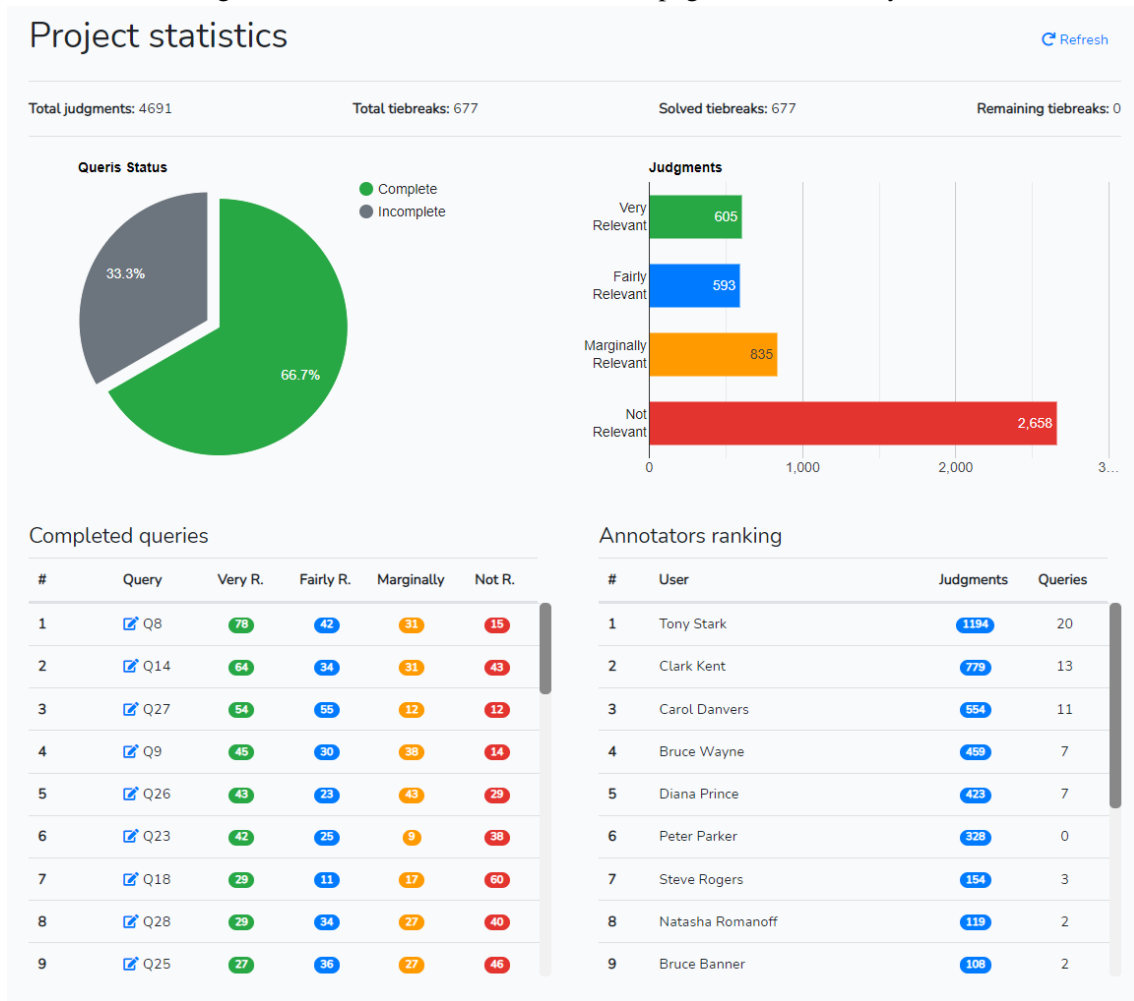 Project statistics
Refresh
Total judgments: 4691 Total tiebreaks: 677 Solved tiebreaks: 677 Remaining tiebreaks: 0
Queris Status
Complete
Incomplete
33.3%
66.7%
Judgments
Very
Relevant
605
Fairly
Relevant
593
Marginally
Relevant
835
Not
Relevant
2,658
0 1,000 2,000 3...
Completed queries
# Query Very R. Fairly R. Marginally Not R.
1 Q8 78 42 31 15
2 Q14 64 34 31 43
3 Q27 54 55 12 12
4 Q9 45 30 38 14
5 Q26 43 23 43 29
6 Q23 42 25 9 38
7 Q18 29 11 17 60
8 Q28 29 34 27 40
9 Q25 27 36 27 46
Annotators ranking
# User Judgments Queries
1 Tony Stark 1194 20
2 Clark Kent 779 13
3 Carol Danvers 554 11
4 Bruce Wayne 459 7
5 Diana Prince 423 7
6 Peter Parker 328 0
7 Steve Rogers 154 3
8 Natasha Romanoff 119 2
9 Bruce Banner 108 2